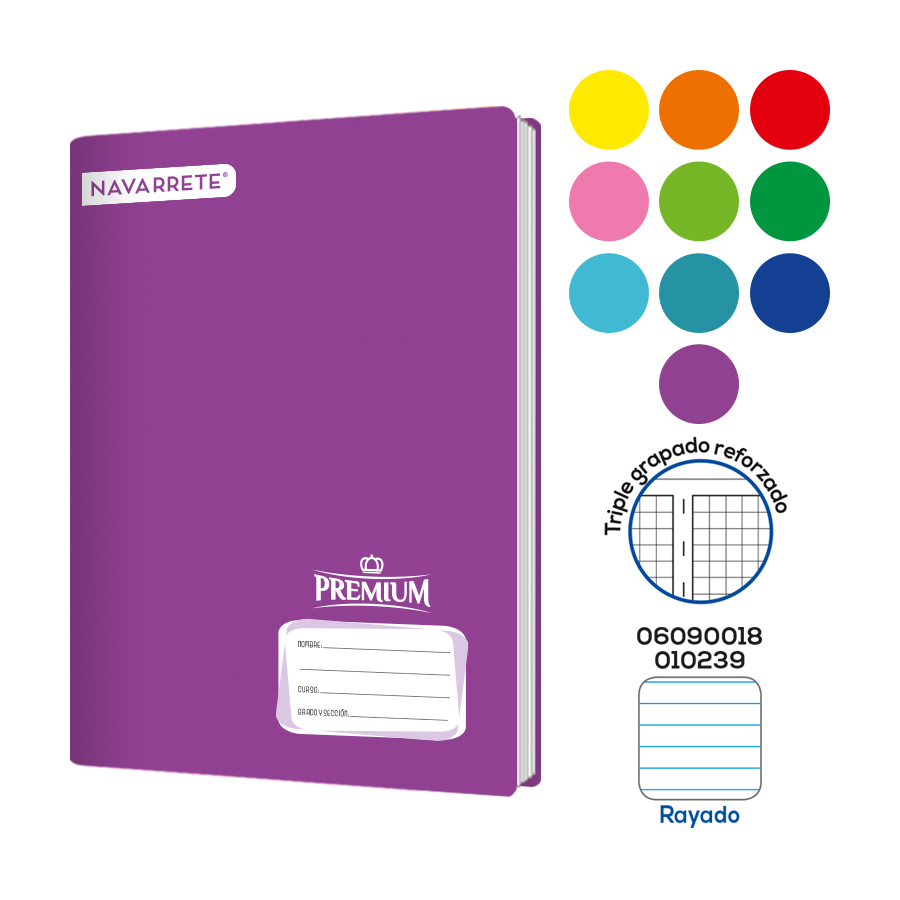 NAVARRETE®
PREMIUM
NOMBRE:
CURSO:
GRADO Y SECCIÓN:
Triple grapado reforzado
06090018
010239
Rayado